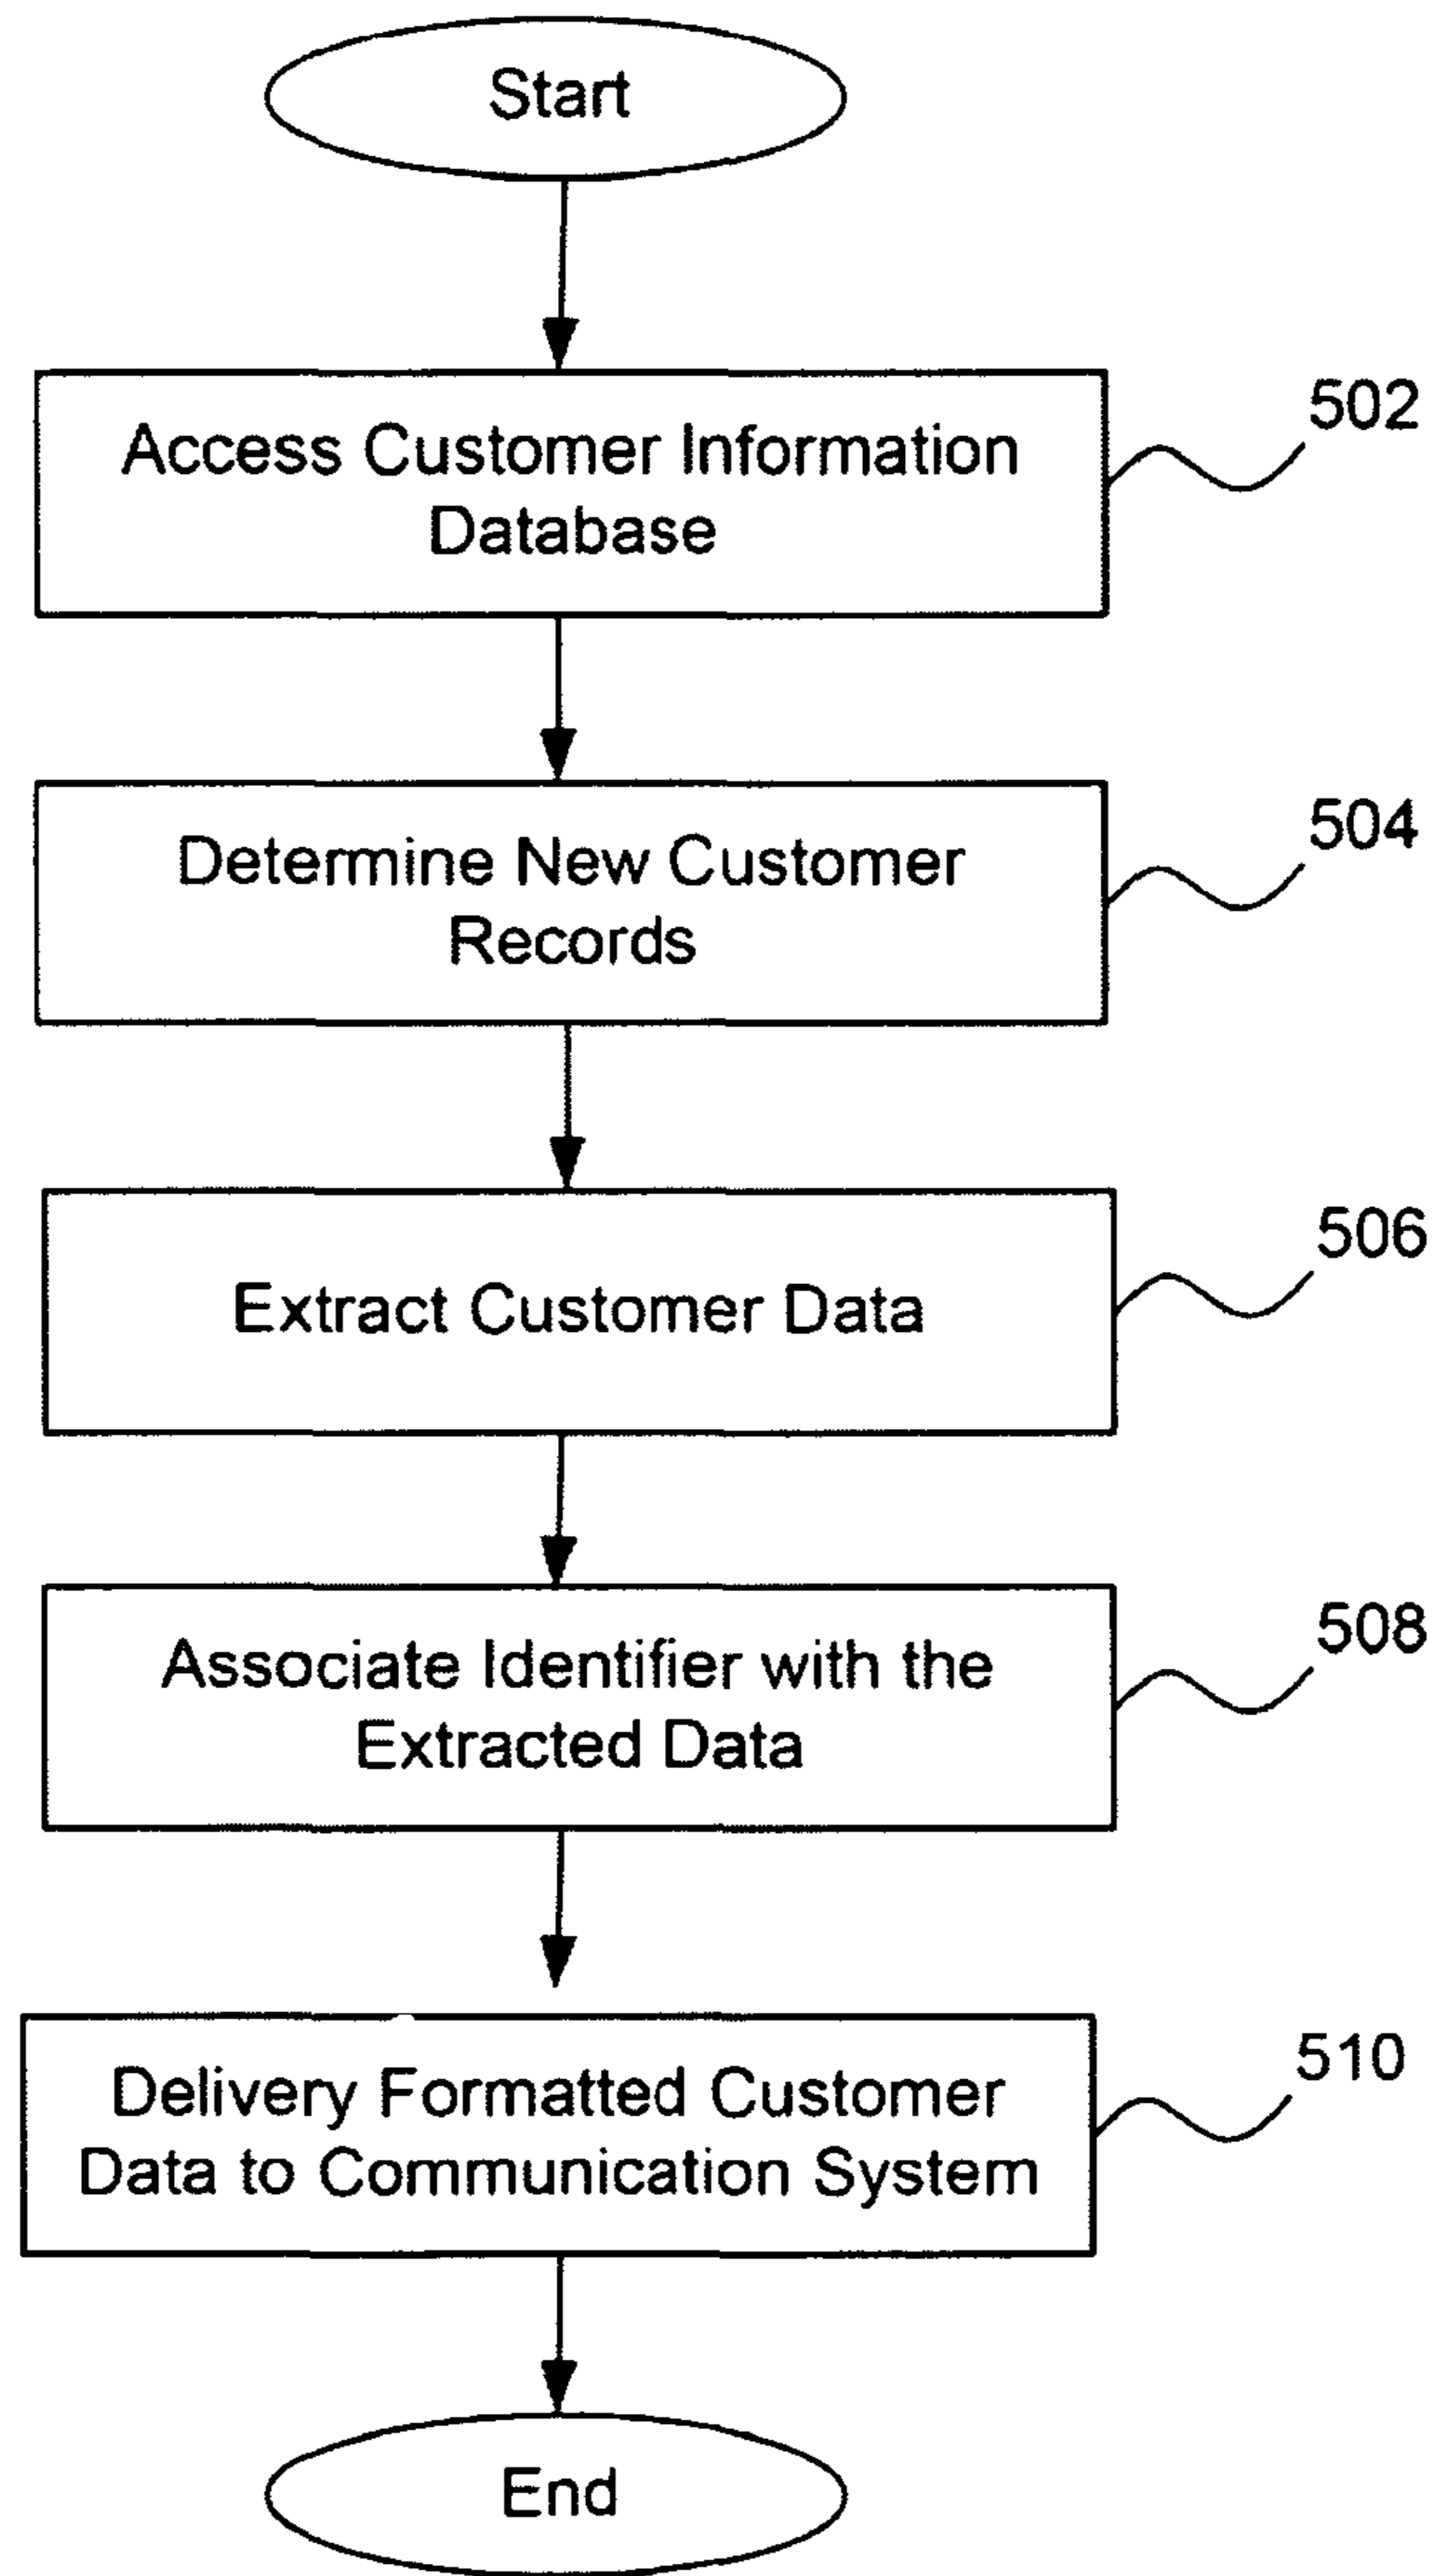 Start
Access Customer Information
Database
502
Determine New Customer
Records
504
Extract Customer Data
506
Associate Identifier with the
Extracted Data
508
Delivery Formatted Customer
Data to Communication System
510
End